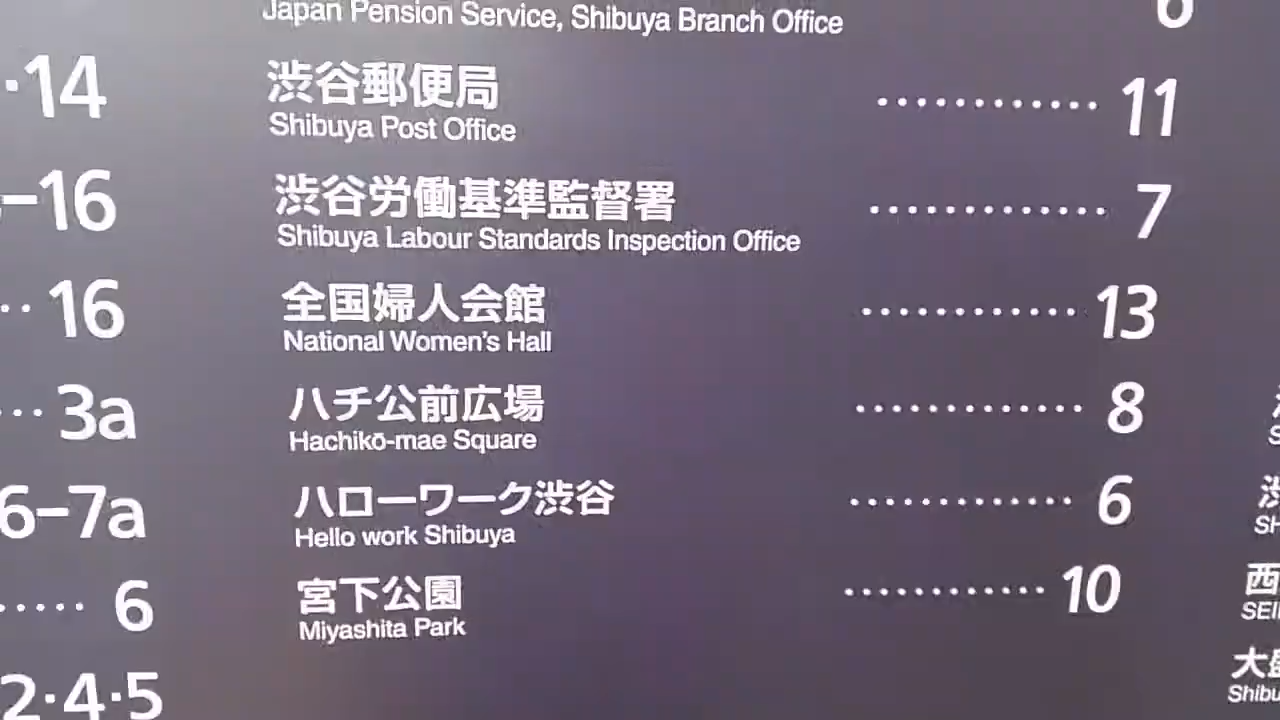 Japan Pension Service, Shibuya Branch Office
·14
渋谷郵便局 ············ 11
Shibuya Post Office
–16
渋谷労働基準監督署 ············ 7
Shibuya Labour Standards Inspection Office
·· 16
全国婦人会館 ············ 13
National Women's Hall
··· 3a
ハチ公前広場 ············ 8
Hachikō-mae Square
6–7a
ハローワーク渋谷 ············ 6
Hello work Shibuya
····· 6
宮下公園 ············ 10
Miyashita Park
2·4·5
西
大